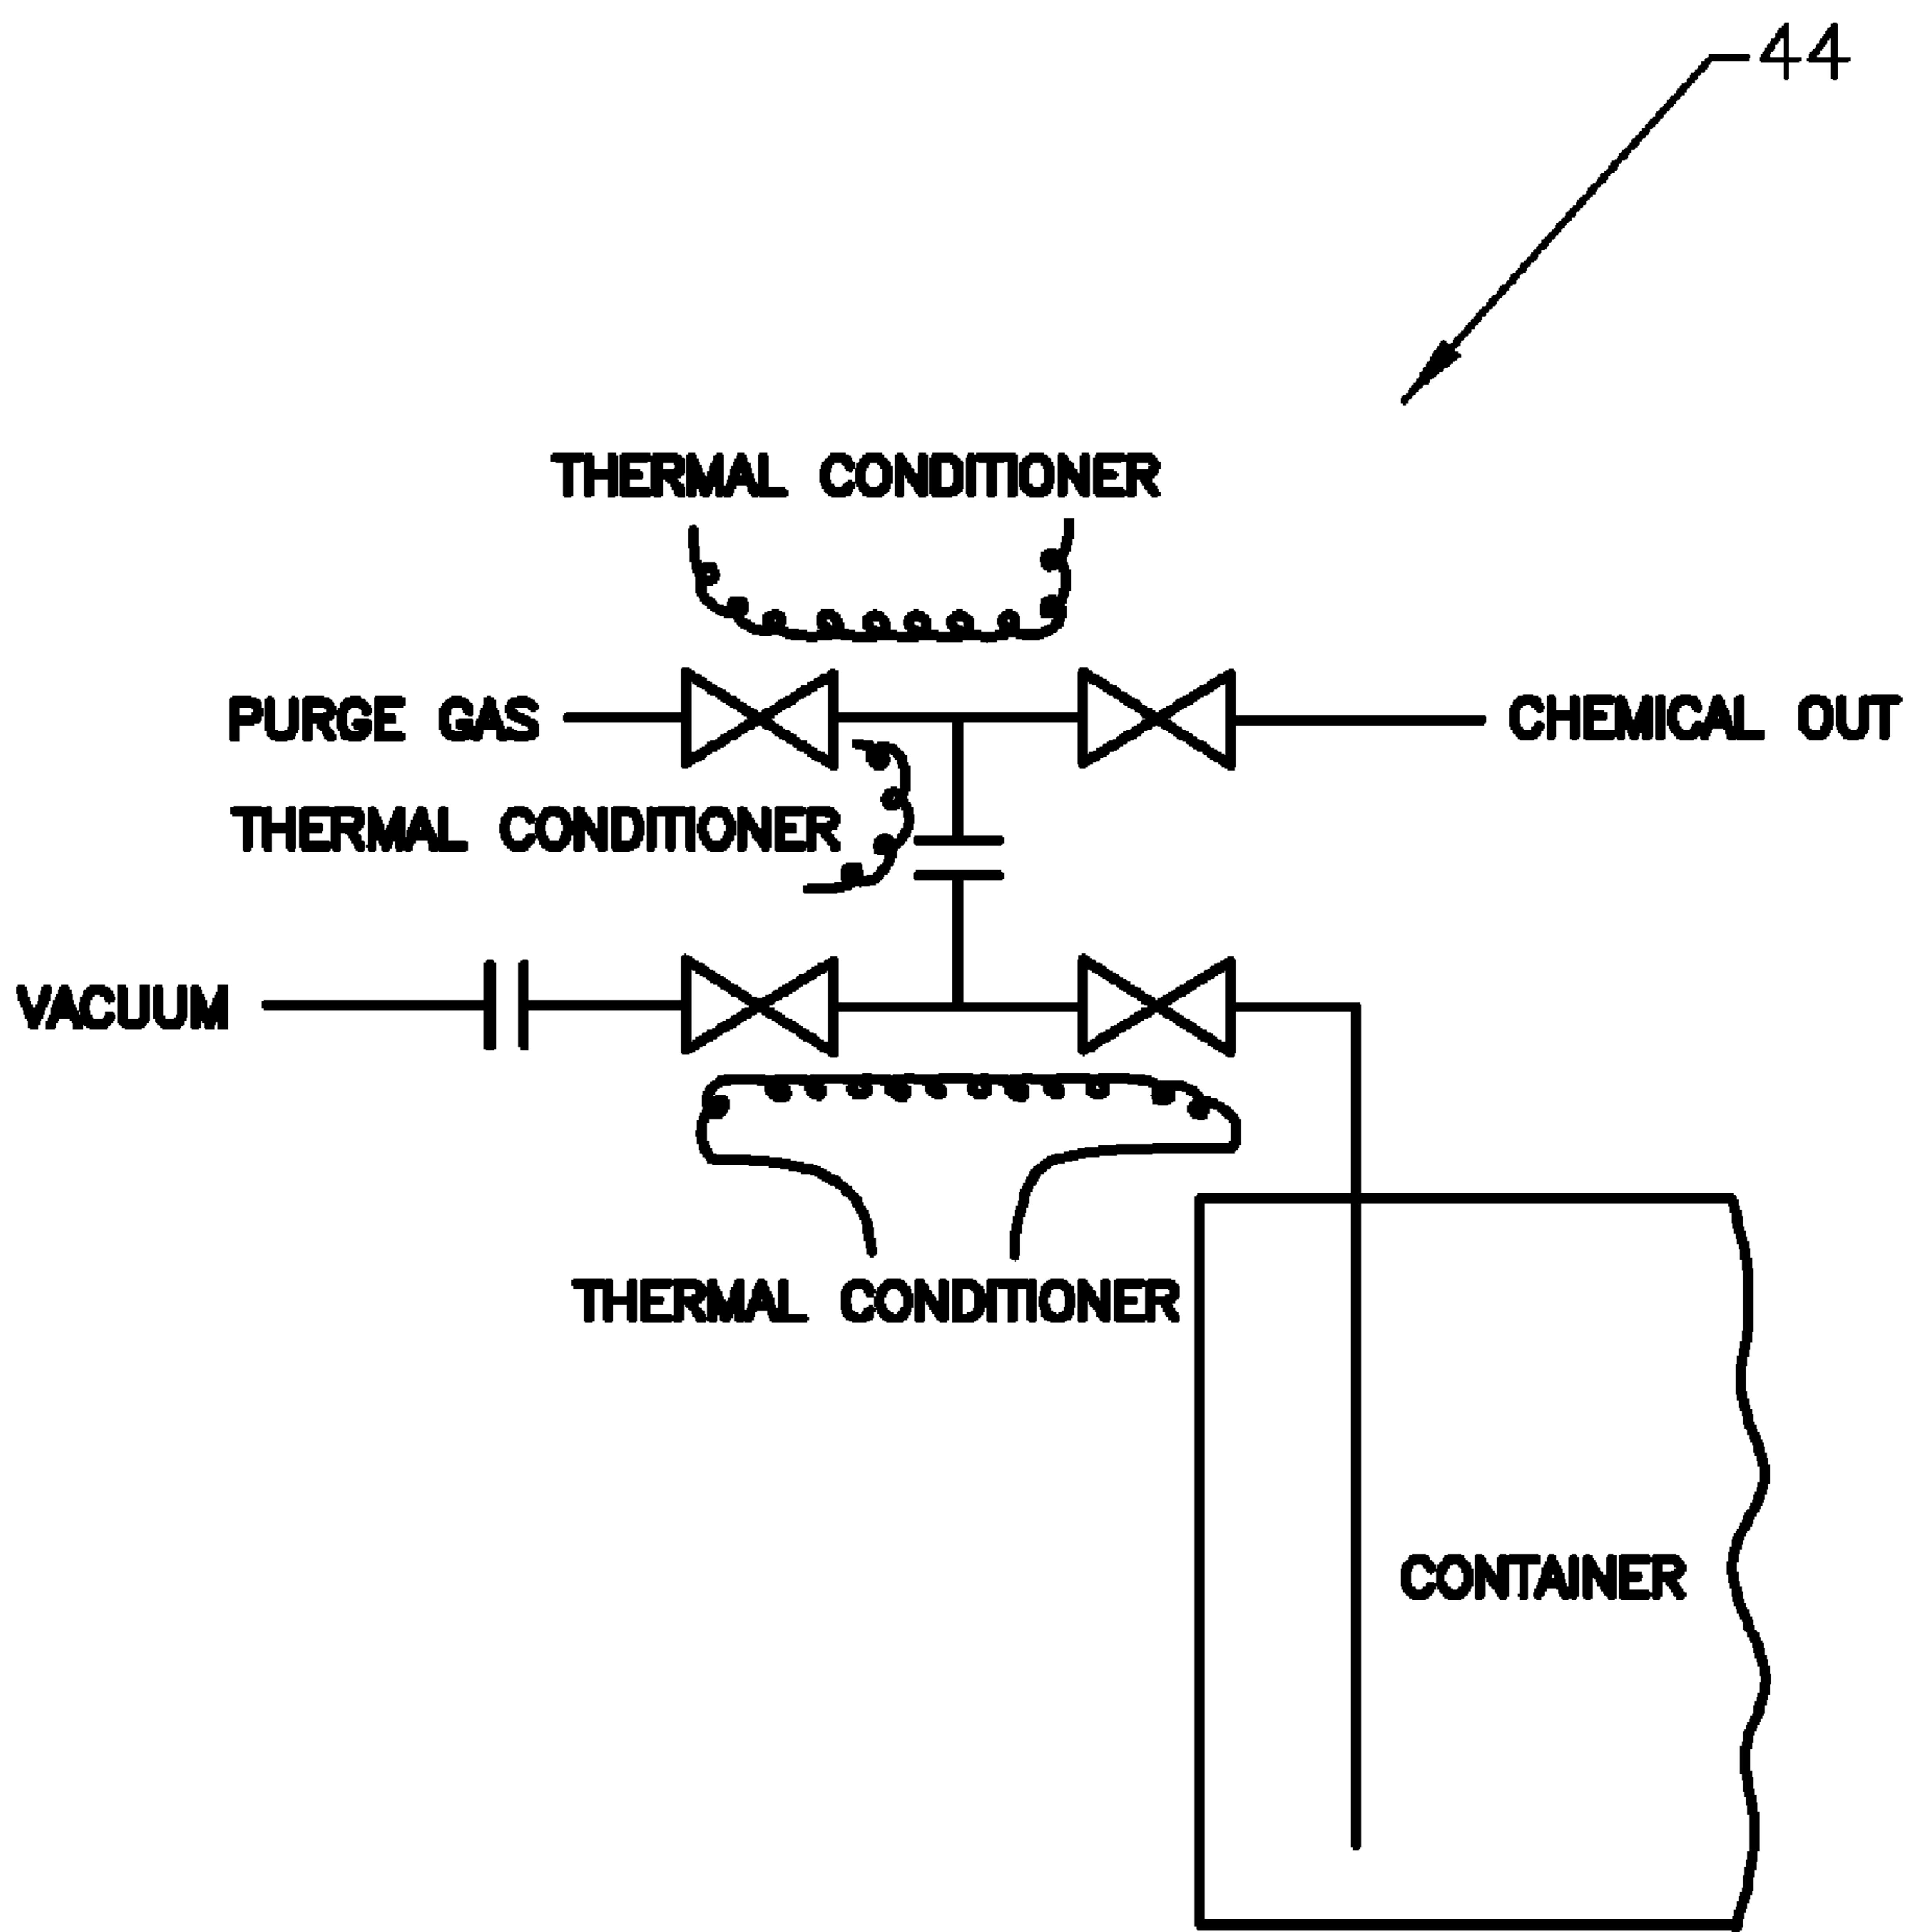 44
THERMAL CONDITIONER
PURGE GAS
CHEMICAL OUT
THERMAL CONDITIONER
VACUUM
THERMAL CONDITIONER
CONTAINER